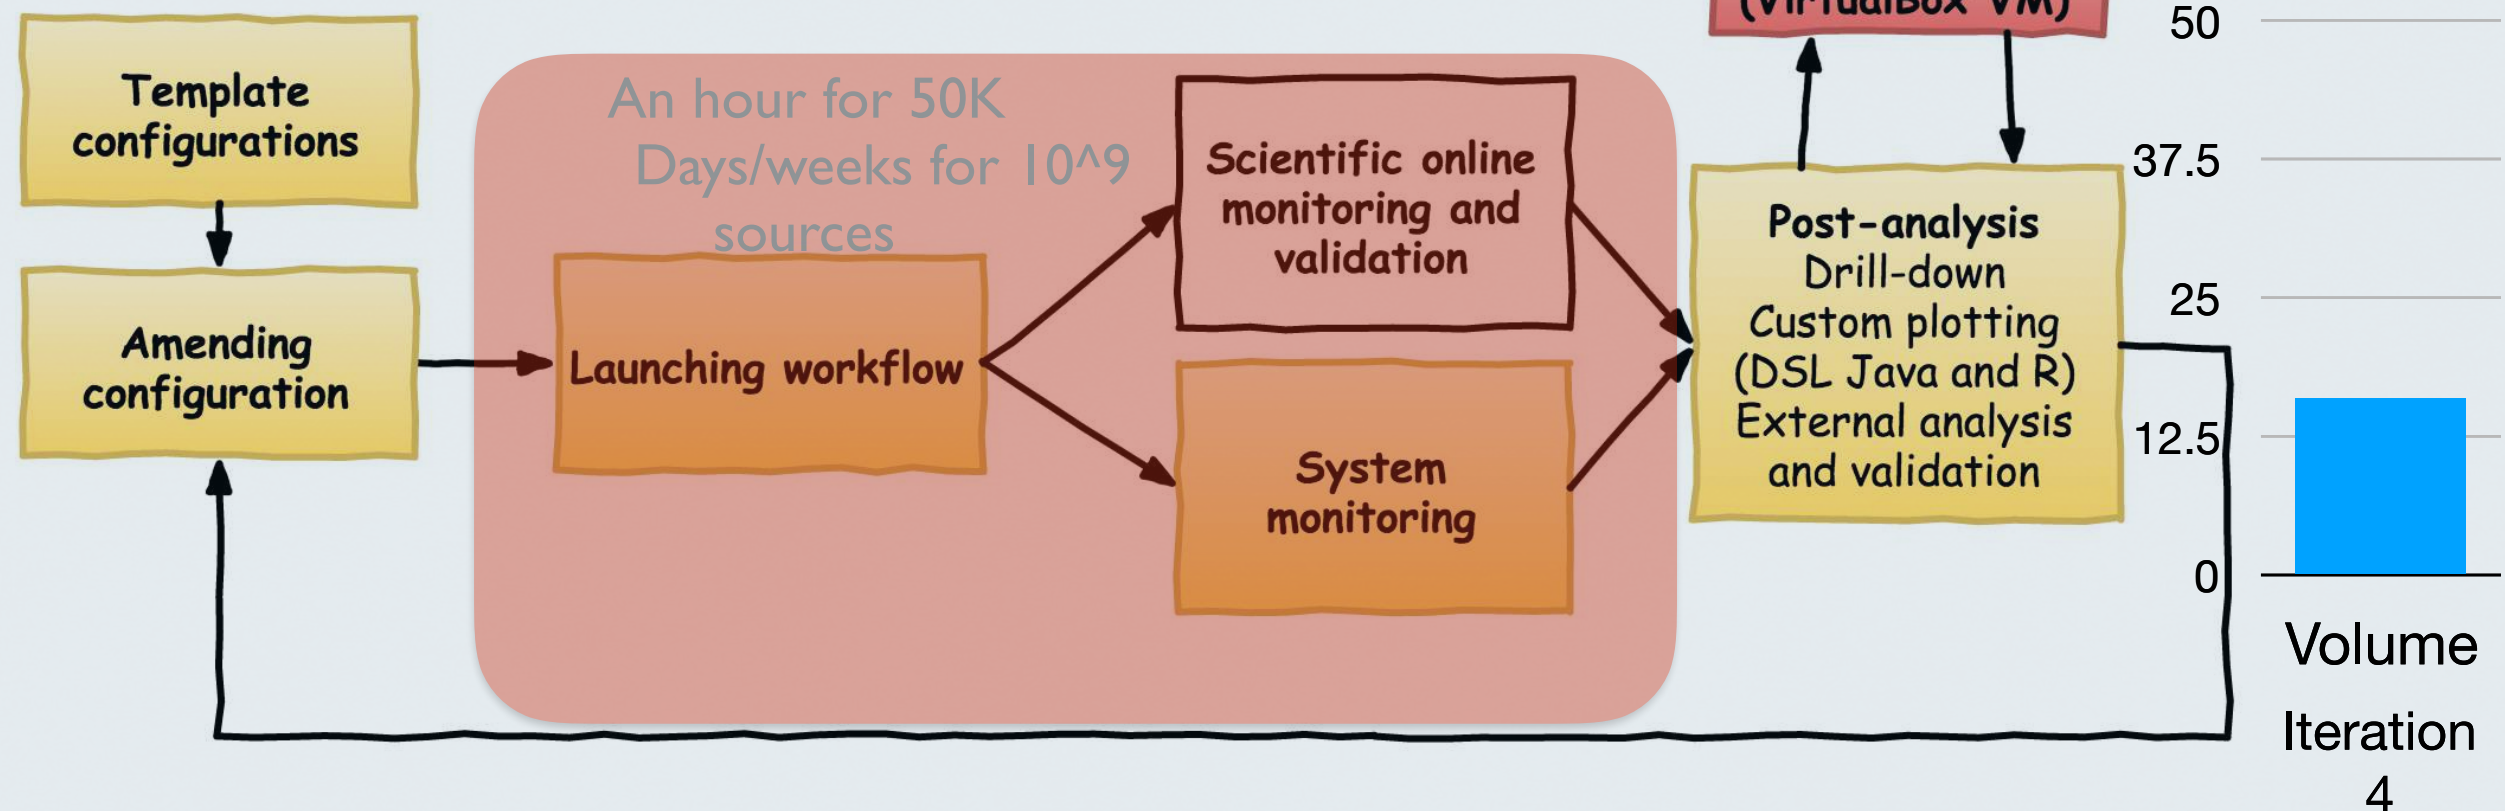 Template
configurations
Amending
configuration
An hour for 50K
Days/weeks for 10^9
sources
Launching workflow
Scientific online
monitoring and
validation
System
monitoring
(VirtualBox VM)
Post-analysis
Drill-down
Custom plotting
(DSL Java and R)
External analysis
and validation
50
37.5
25
12.5
0
Volume
Iteration
4